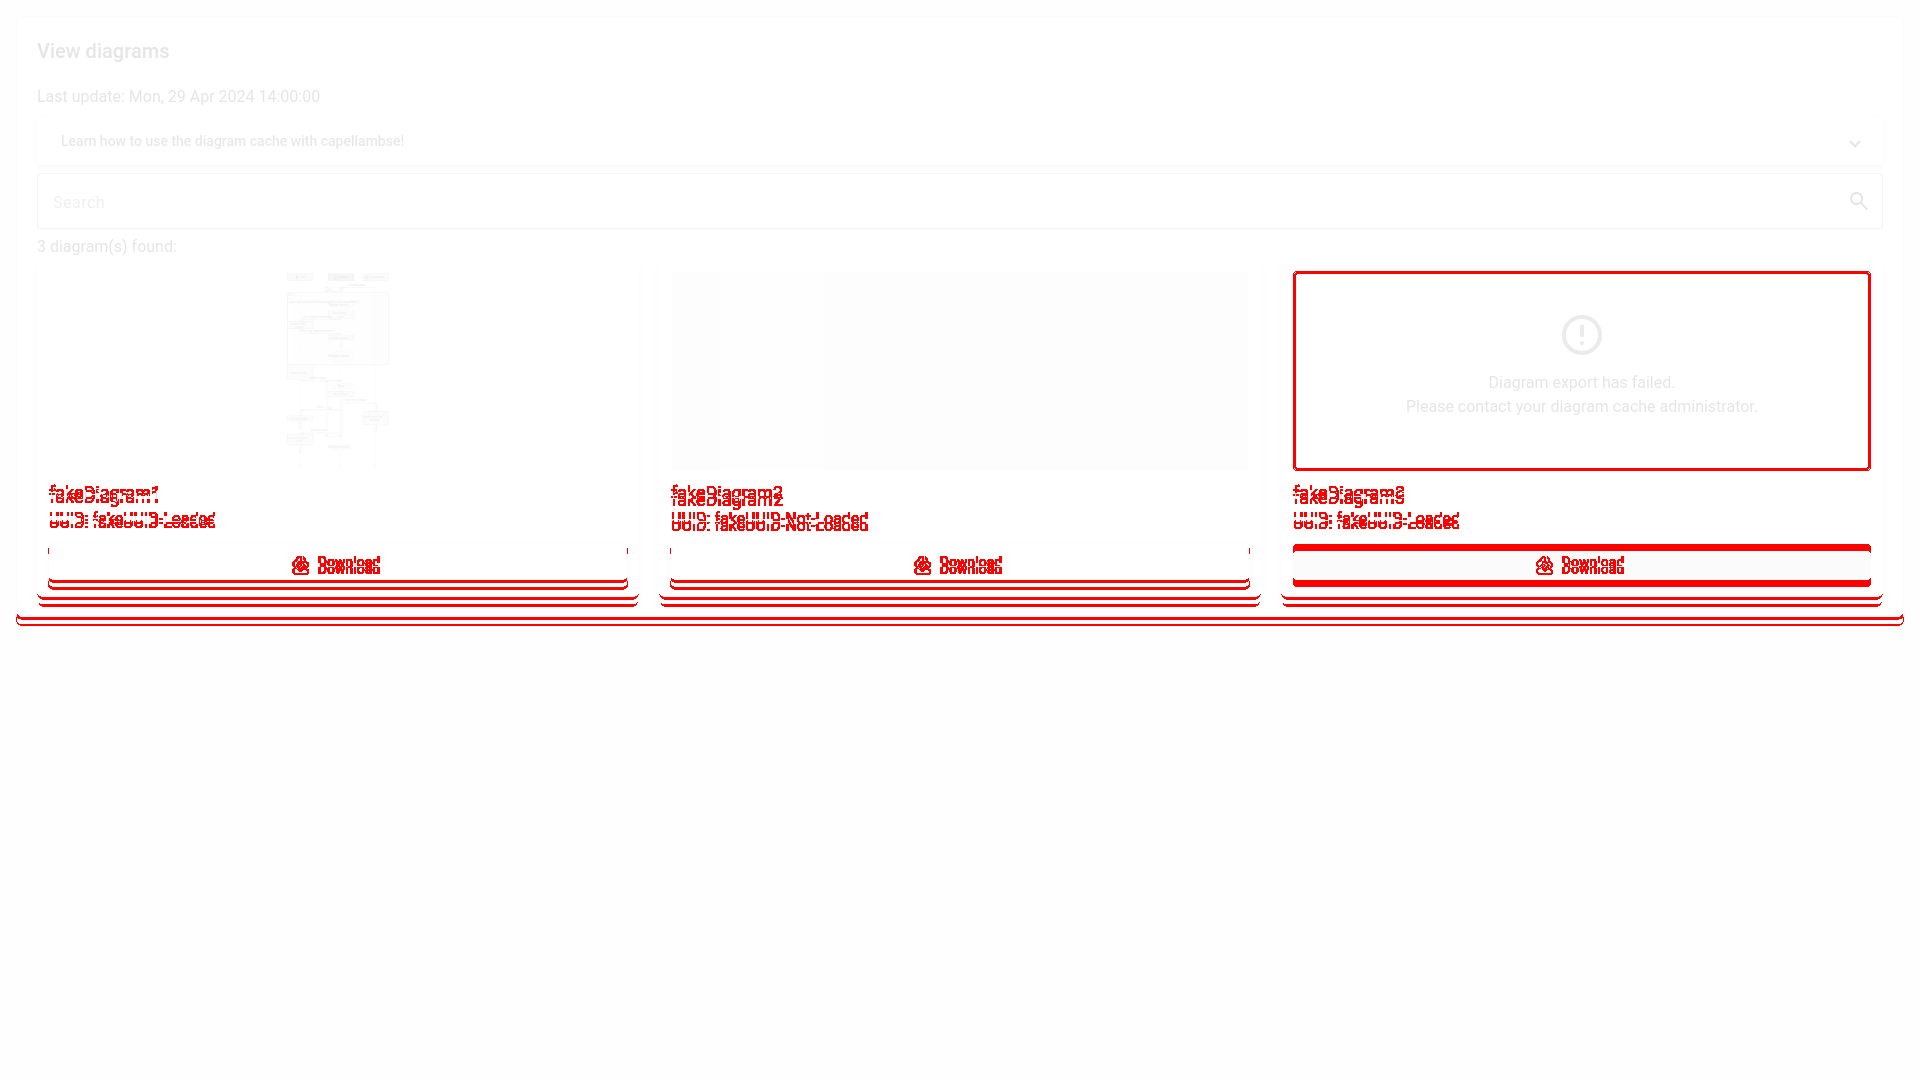 View diagrams
Last update: Mon, 29 Apr 2024 14:00:00
Learn how to use the diagram cache with capellambse!
Search
3 diagram(s) found:
Diagram export has failed.
Please contact your diagram cache administrator.
fakeDiagram1
fakeDiagram2
fakeDiagram3
UUID: fakeUUID-Loaded
UUID: fakeUUID-Not-Loaded
UUID: fakeUUID-Loaded
Download
Download
Download